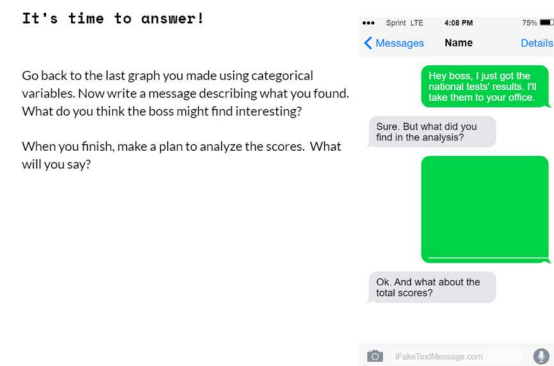 It's time to answer!
Go back to the last graph you made using categorical
variables. Now write a message describing what you found.
What do you think the boss might find interesting?
When you finish, make a plan to analyze the scores. What
will you say?
Sprint LTE 4:08 PM 75%
Messages Name Details
Hey boss, I just got the
national tests' results. I'll
take them to your office.
Sure. But what did you
find in the analysis?
Ok. And what about the
total scores?
iFakeTextMessage.com